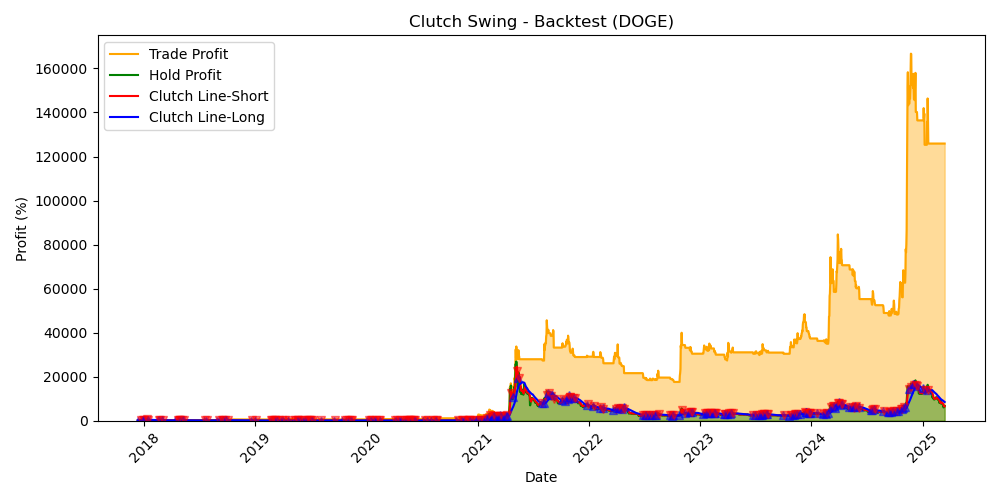 Clutch Swing - Backtest (DOGE)
Trade Profit
Hold Profit
Clutch Line-Short
Clutch Line-Long
Profit (%)
160000
140000
120000
100000
80000
60000
40000
20000
0
2018
2019
2020
2021
2022
2023
2024
2025
Date